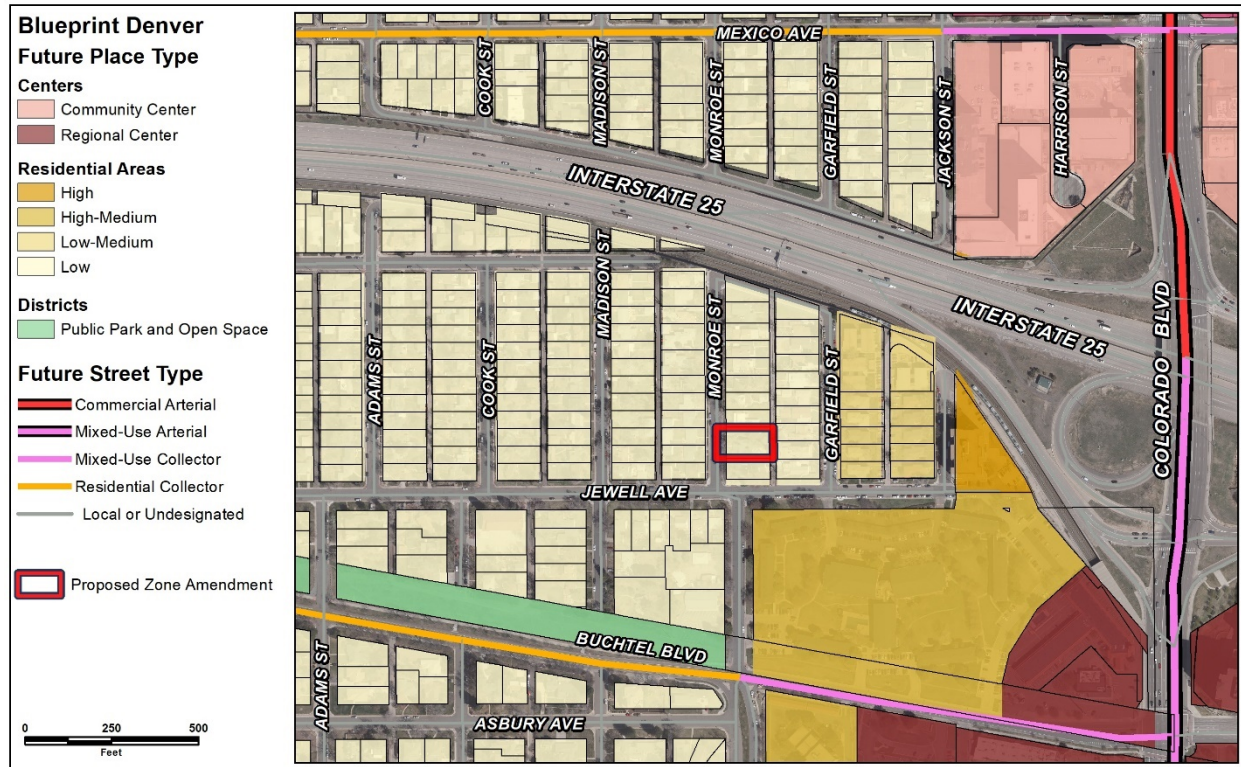 Blueprint Denver
Future Place Type
Centers
Community Center
Regional Center
Residential Areas
High
High-Medium
Low-Medium
Low
Districts
Public Park and Open Space
Future Street Type
Commercial Arterial
Mixed-Use Arterial
Mixed-Use Collector
Residential Collector
Local or Undesignated
Proposed Zone Amendment
0 250 500
Feet
MEXICO AVE
COOK ST
MADISON ST
MONROE ST
GARFIELD ST
JACKSON ST
HARRISON ST
INTERSTATE 25
INTERSTATE 25
COLORADO BLVD
ADAMS ST
COOK ST
MADISON ST
MONROE ST
GARFIELD ST
JEWELL AVE
BUCHTEL BLVD
ADAMS ST
ASBURY AVE